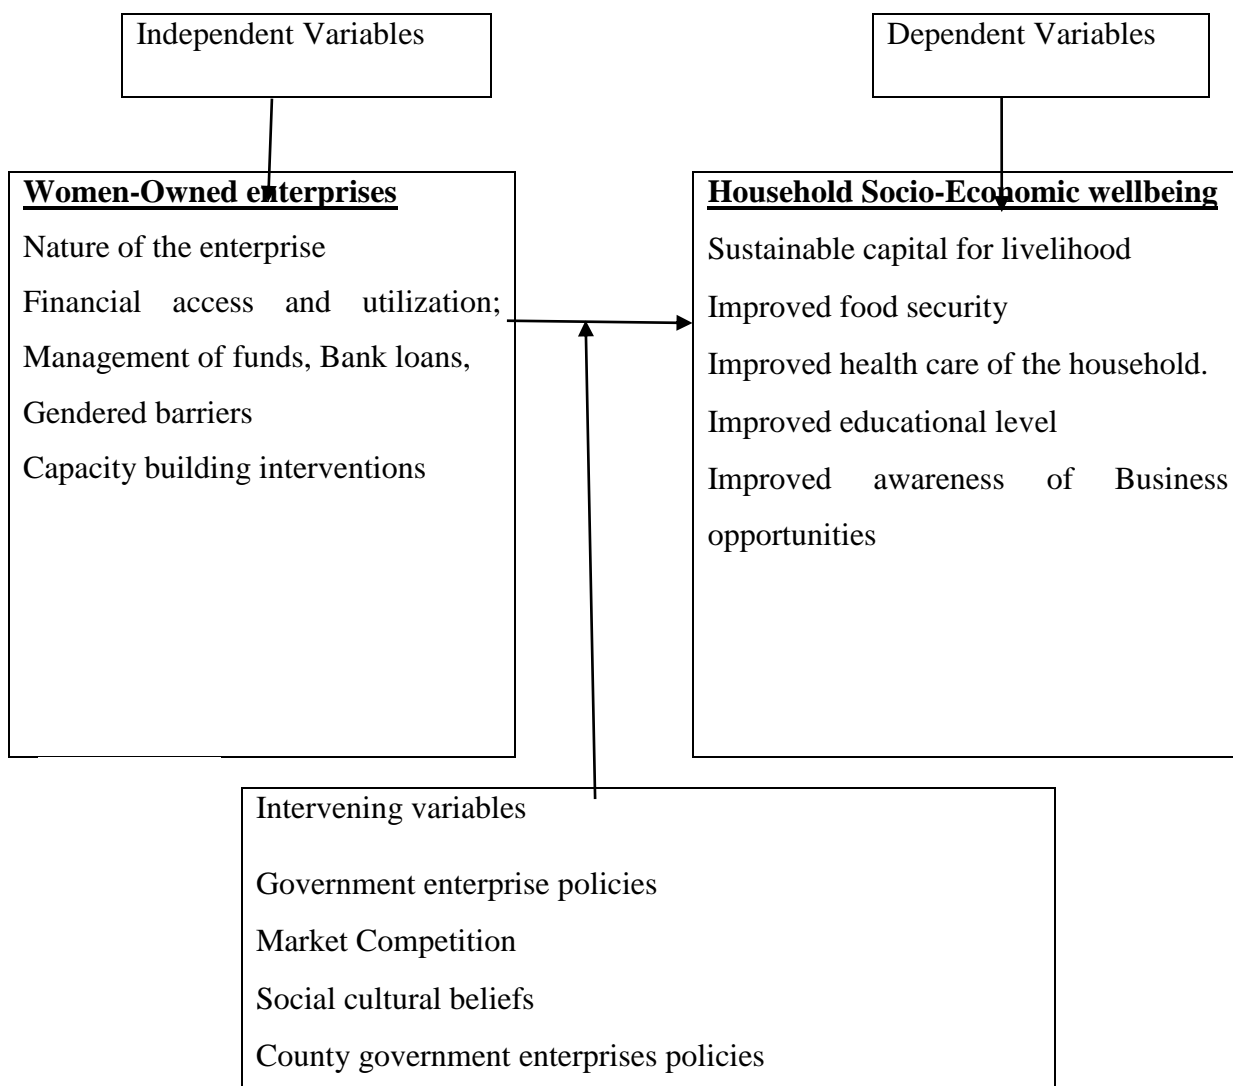 Independent Variables
Dependent Variables
Women-Owned enterprises
Nature of the enterprise
Financial access and utilization;
Management of funds, Bank loans,
Gendered barriers
Capacity building interventions
Household Socio-Economic wellbeing
Sustainable capital for livelihood
Improved food security
Improved health care of the household.
Improved educational level
Improved awareness of Business
opportunities
Intervening variables
Government enterprise policies
Market Competition
Social cultural beliefs
County government enterprises policies